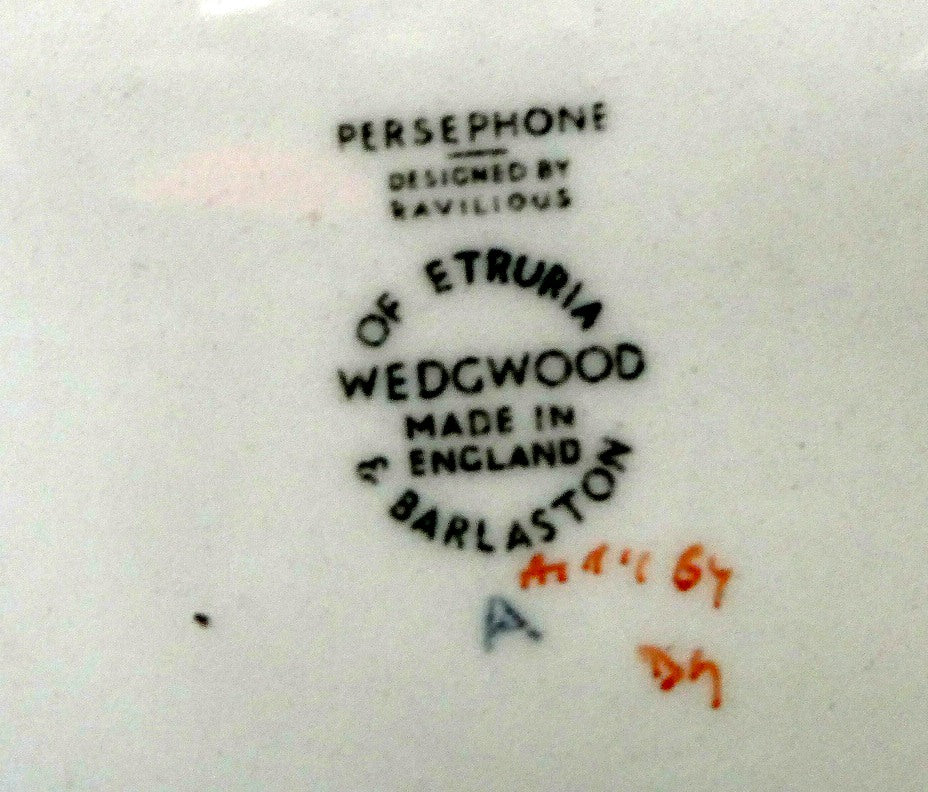 PERSEPHONE
DESIGNED BY
RAVILIOUS
OF ETRURIA
WEDGWOOD
MADE IN
ENGLAND
& BARLASTON
A